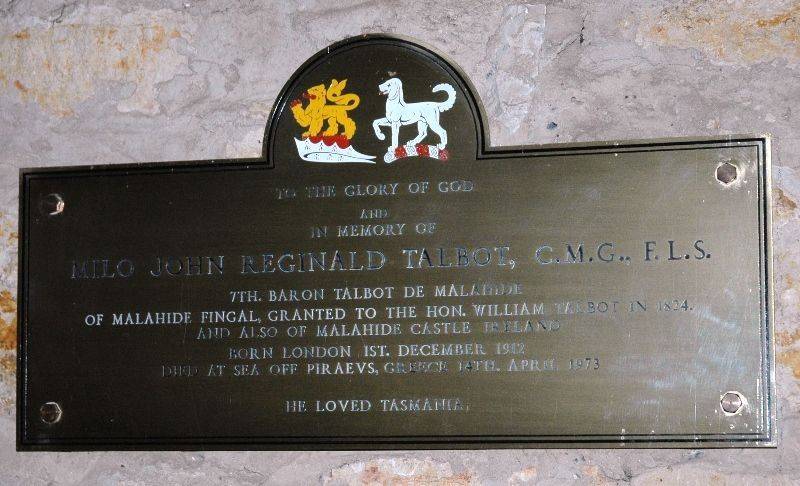 TO THE GLORY OF GOD
AND
IN MEMORY OF
MILO JOHN REGINALD TALBOT, C.M.G., F.L.S.
7TH. BARON TALBOT DE MALAHIDE
OF MALAHIDE FINGAL, GRANTED TO THE HON. WILLIAM TALBOT IN 1824.
AND ALSO OF MALAHIDE CASTLE IRELAND
BORN LONDON 1ST. DECEMBER 1912
DIED AT SEA OFF PIRAEVS, GREECE 14TH. APRIL 1973
HE LOVED TASMANIA.